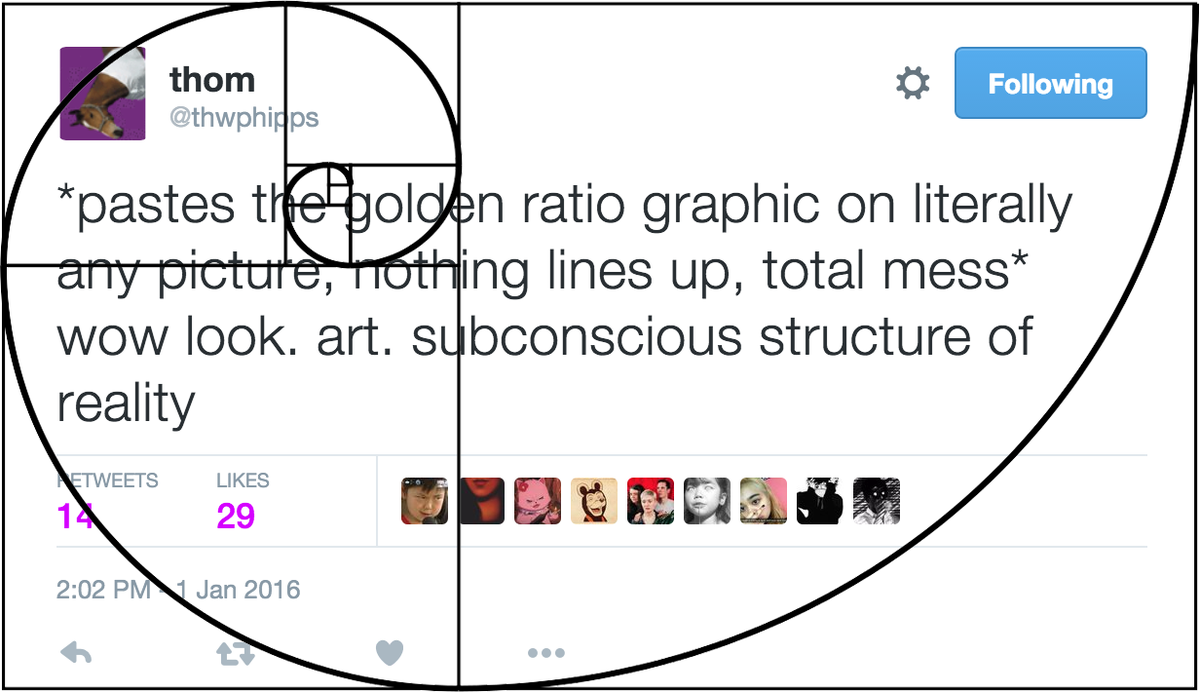 thom
@thwphipps
Following
*pastes the golden ratio graphic on literally
any picture, nothing lines up, total mess*
wow look. art. subconscious structure of
reality
RETWEETS LIKES
14 29
2:02 PM - 1 Jan 2016